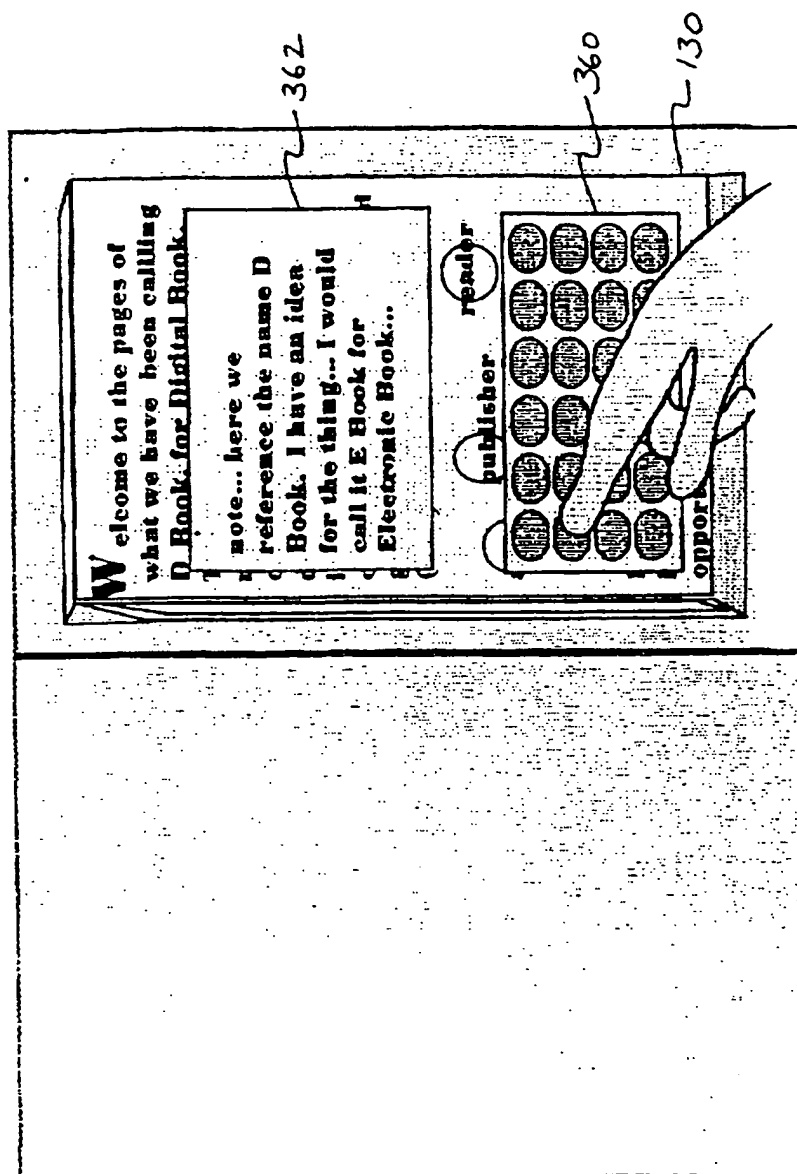 Welcome to the pages of
what we have been callling
D Book, for Digital Book.
note... here we
reference the name D
Book. I have an idea
for the thing... I would
call it E Book for
Electronic Book...
publisher
reader
oppor
362
360
130